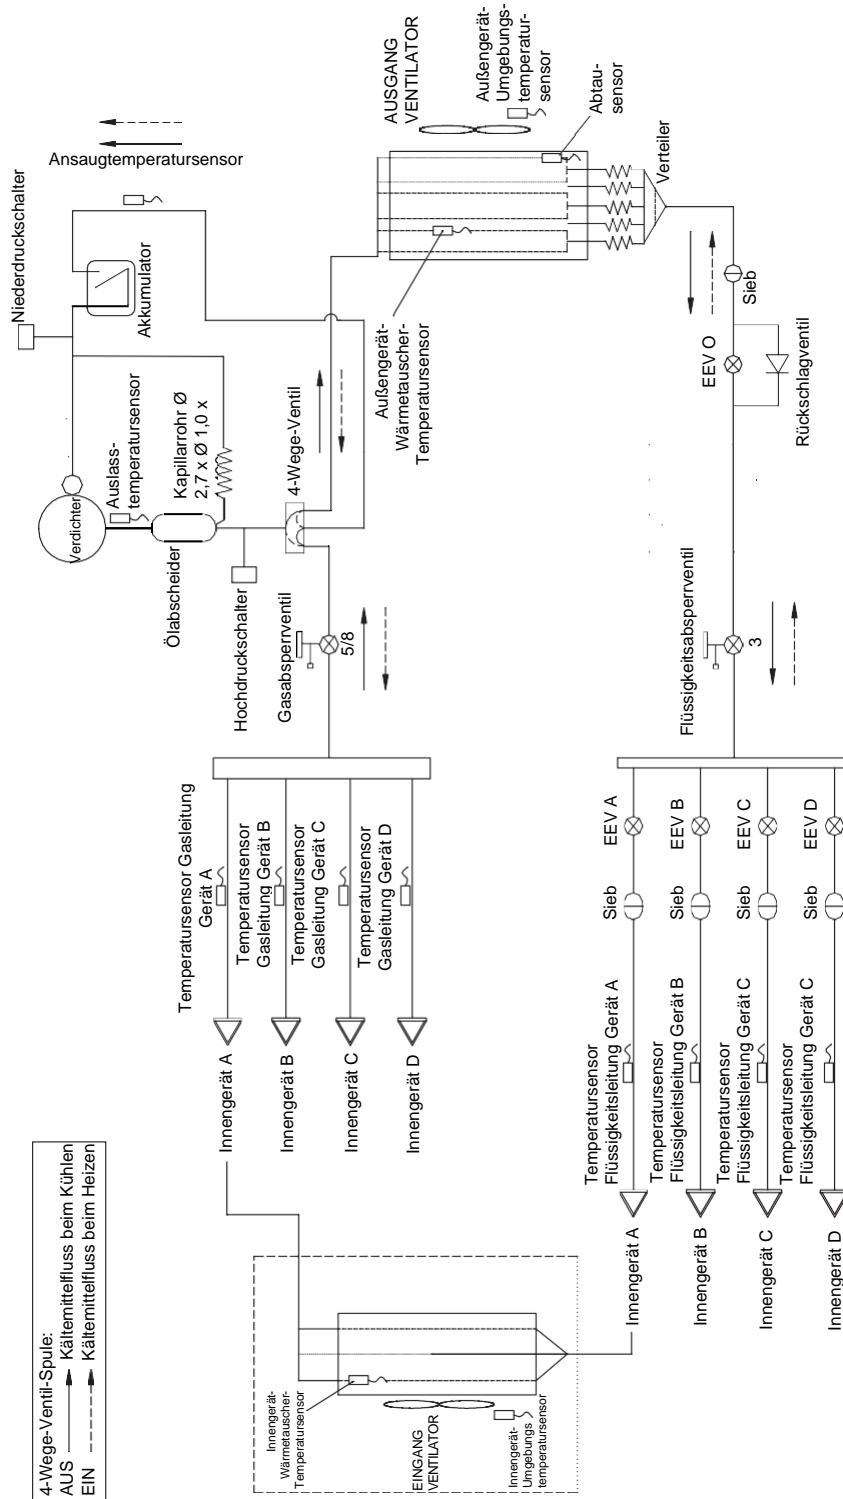 4-Wege-Ventil-Spule:
AUS
Kältemittelfluss beim Kühlen
EIN
Kältemittelfluss beim Heizen
Innengerät-
Wärmetauscher-
Temperatursensor
EINGANG
VENTILATOR
Innengerät-
Umgebungs
temperatursensor
Innengerät A
Innengerät B
Innengerät C
Innengerät D
Temperatursensor Gasleitung
Gerät A
Temperatursensor
Gasleitung Gerät B
Temperatursensor
Gasleitung Gerät C
Temperatursensor
Gasleitung Gerät D
Verdichter
Auslass-
temperatursensor
Ölabscheider
Kapillarrohr Ø
2,7 x Ø 1,0 x
Hochdruckschalter
Gasabsperrventil
5/8
4-Wege-Ventil
Niederdruckschalter
Akkumulator
Ansaugtemperatursensor
Außengerät-
Wärmetauscher-
Temperatursensor
AUSGANG
VENTILATOR
Außengerät-
Umgebungs-
temperatur-
sensor
Abtau-
sensor
Verteiler
Sieb
EEV O
Rückschlagventil
Flüssigkeitsabsperrventil
3
EEV A
EEV B
EEV C
EEV D
Sieb
Sieb
Sieb
Sieb
Temperatursensor
Flüssigkeitsleitung Gerät A
Temperatursensor
Flüssigkeitsleitung Gerät B
Temperatursensor
Flüssigkeitsleitung Gerät C
Temperatursensor
Flüssigkeitsleitung Gerät C
Innengerät A
Innengerät B
Innengerät C
Innengerät D